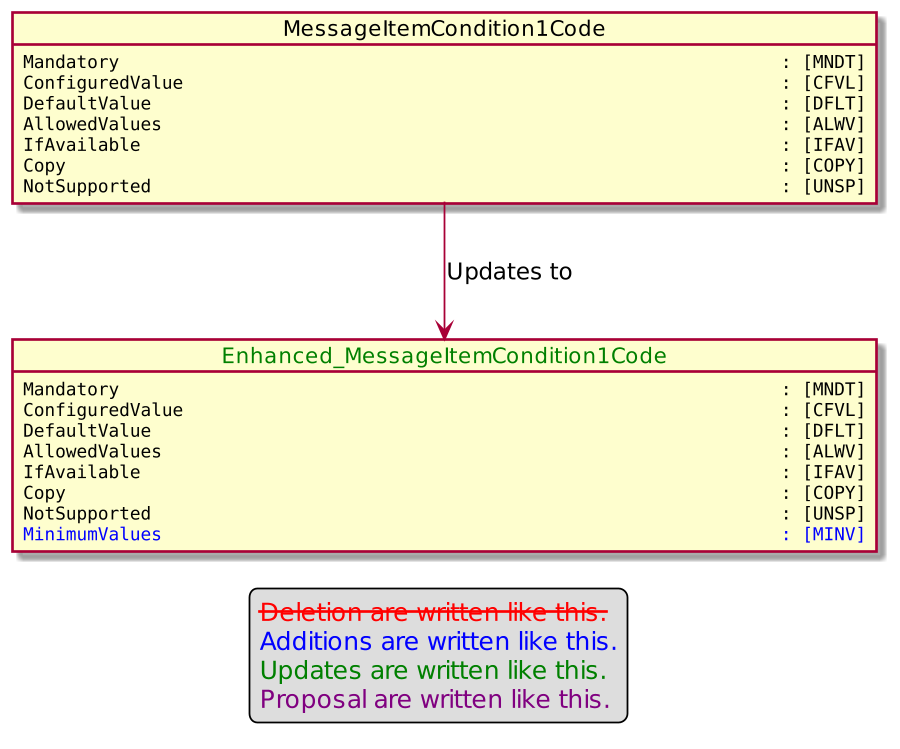 MessageItemCondition1Code
Mandatory : [MNDT]
ConfiguredValue : [CFVL]
DefaultValue : [DFLT]
AllowedValues : [ALWV]
IfAvailable : [IFAV]
Copy : [COPY]
NotSupported : [UNSP]
Updates to
Enhanced_MessageItemCondition1Code
Mandatory : [MNDT]
ConfiguredValue : [CFVL]
DefaultValue : [DFLT]
AllowedValues : [ALWV]
IfAvailable : [IFAV]
Copy : [COPY]
NotSupported : [UNSP]
MinimumValues : [MINV]
Deletion are written like this.
Additions are written like this.
Updates are written like this.
Proposal are written like this.